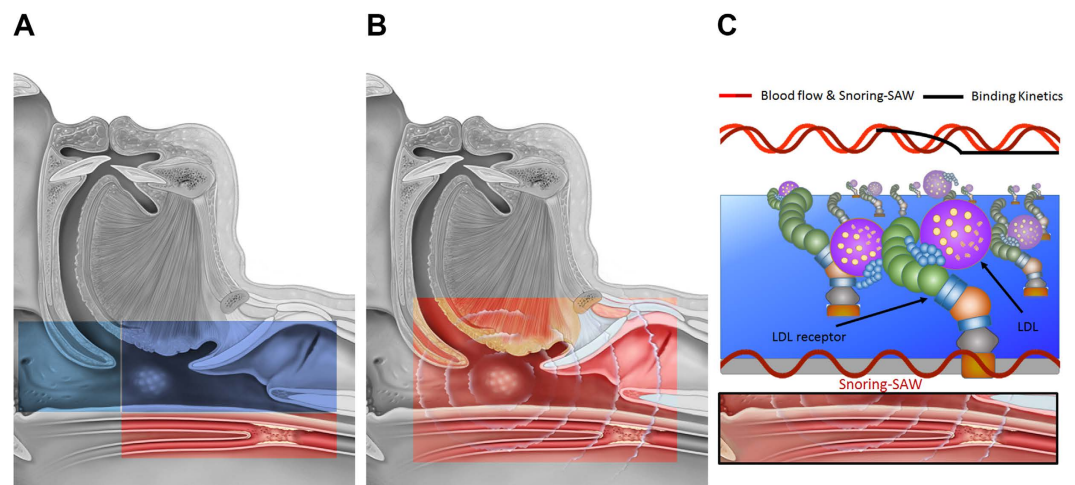 A
B
C
Blood flow & Snoring-SAW
Binding Kinetics
LDL receptor
LDL
Snoring-SAW